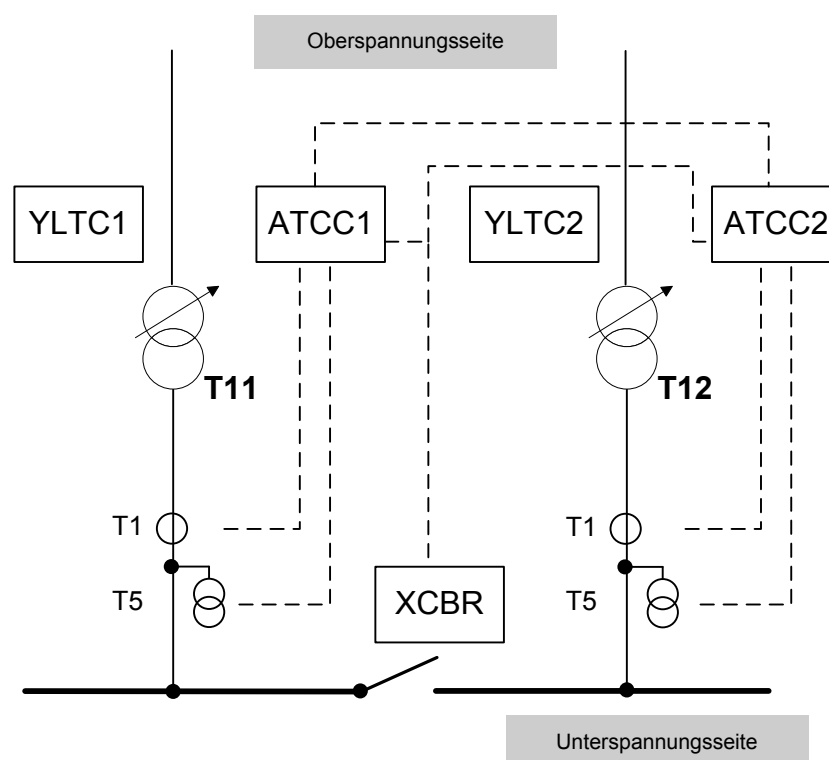 Oberspannungsseite
YLTC1
ATCC1
YLTC2
ATCC2
T11
T12
T1
T1
T5
XCBR
T5
Unterspannungsseite